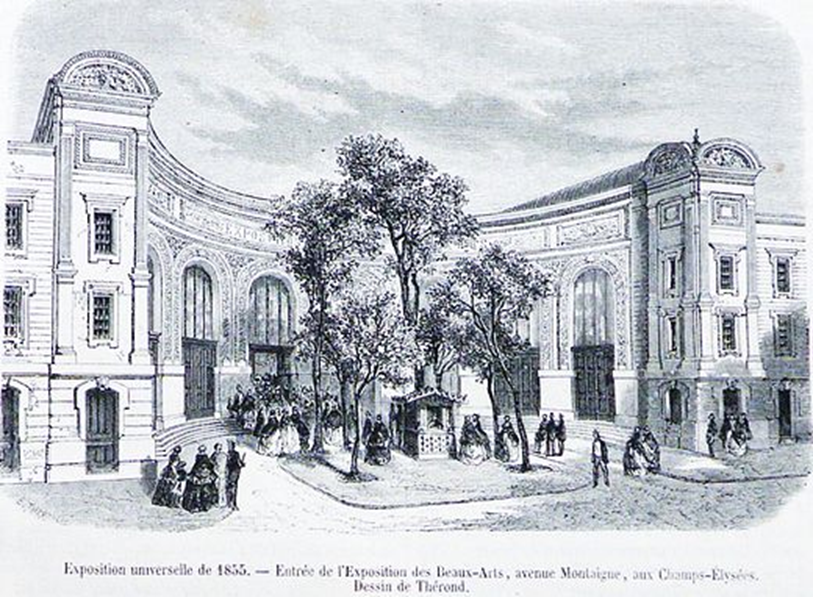 Exposition universelle de 1855. — Entrée de l'Exposition des Beaux-Arts, avenue Montaigne, aux Champs-Élysées.
Dessin de Thérond.